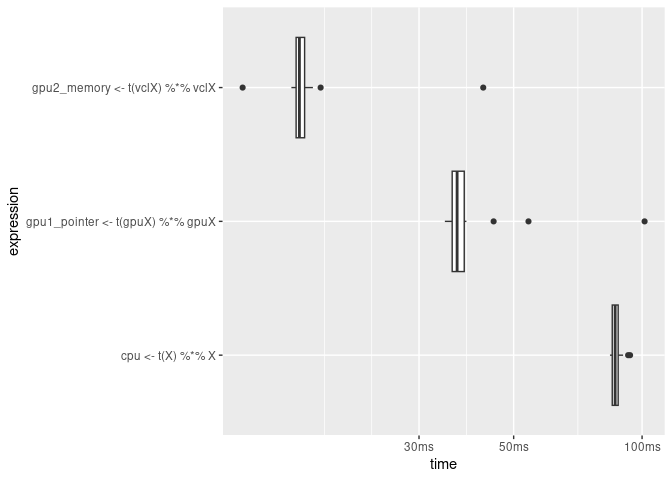 gpu2_memory <- t(vclX) %*% vclX
gpu1_pointer <- t(gpuX) %*% gpuX
cpu <- t(X) %*% X
expression
30ms 50ms 100ms
time